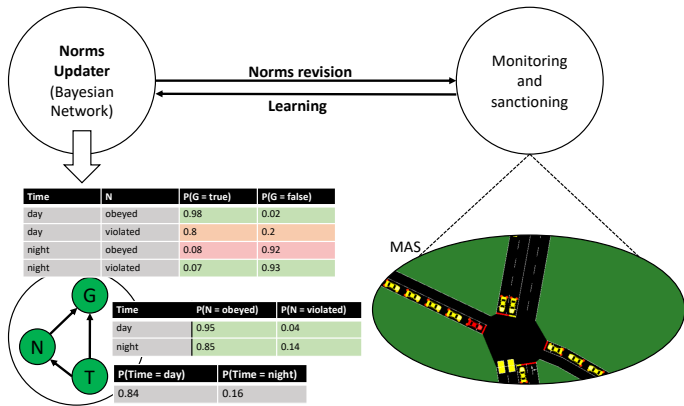 Norms
Updater
(Bayesian
Network)
Norms revision
Learning
Monitoring
and
sanctioning
Time N P(G = true) P(G = false)
day obeyed 0.98 0.02
day violated 0.8 0.2
night obeyed 0.08 0.92
night violated 0.07 0.93
MAS
G
N
T
Time P(N = obeyed) P(N = violated)
day 0.95 0.04
night 0.85 0.14
P(Time = day) P(Time = night)
0.84 0.16